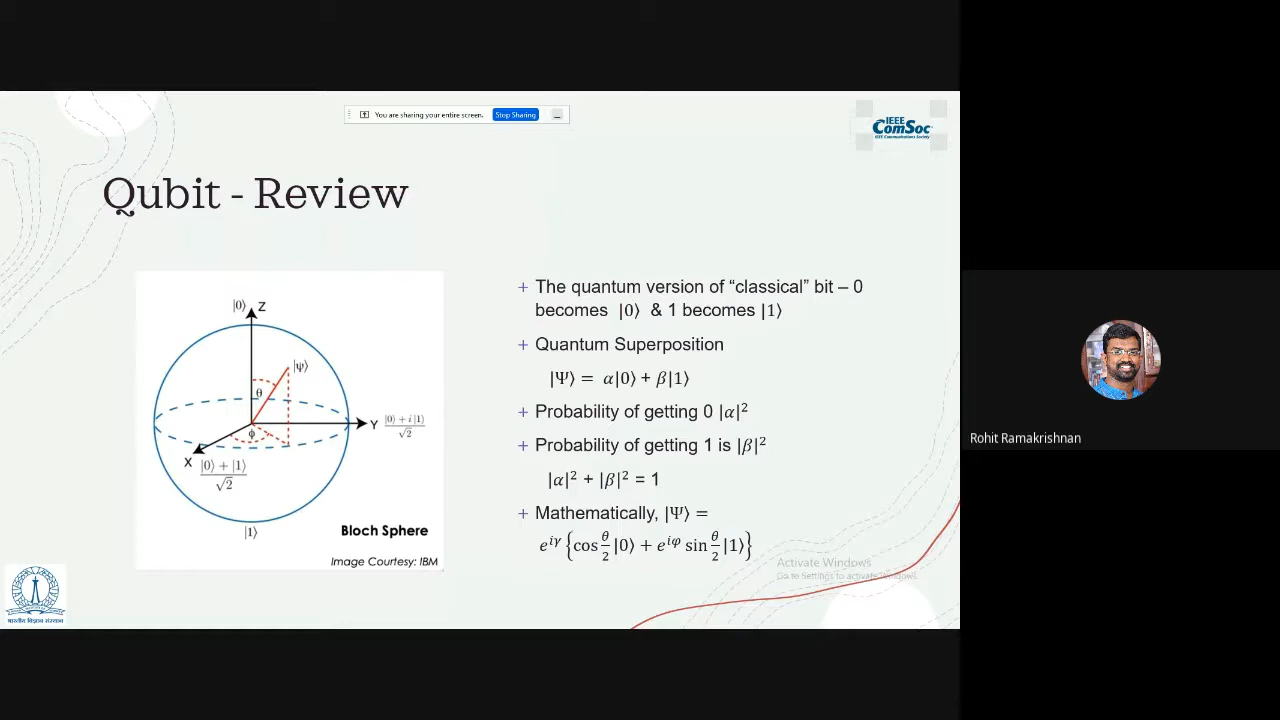 You are sharing your entire screen. Stop Sharing
IEEE
ComSoc
IEEE Communications Society
Qubit - Review
|0⟩ Z
|Ψ⟩
θ
ϕ
Y |0⟩ + i |1⟩ / √2
X |0⟩ + |1⟩ / √2
|1⟩
Bloch Sphere
Image Courtesy: IBM
+ The quantum version of “classical” bit – 0
becomes |0⟩ & 1 becomes |1⟩
+ Quantum Superposition
|Ψ⟩ = α|0⟩ + β|1⟩
+ Probability of getting 0 |α|²
+ Probability of getting 1 is |β|²
|α|² + |β|² = 1
+ Mathematically, |Ψ⟩ =
e^{iγ} {cos θ/2 |0⟩ + e^{iφ} sin θ/2 |1⟩}
Activate Windows
Go to Settings to activate Windows.
भारतीय विज्ञान संस्थान
Rohit Ramakrishnan